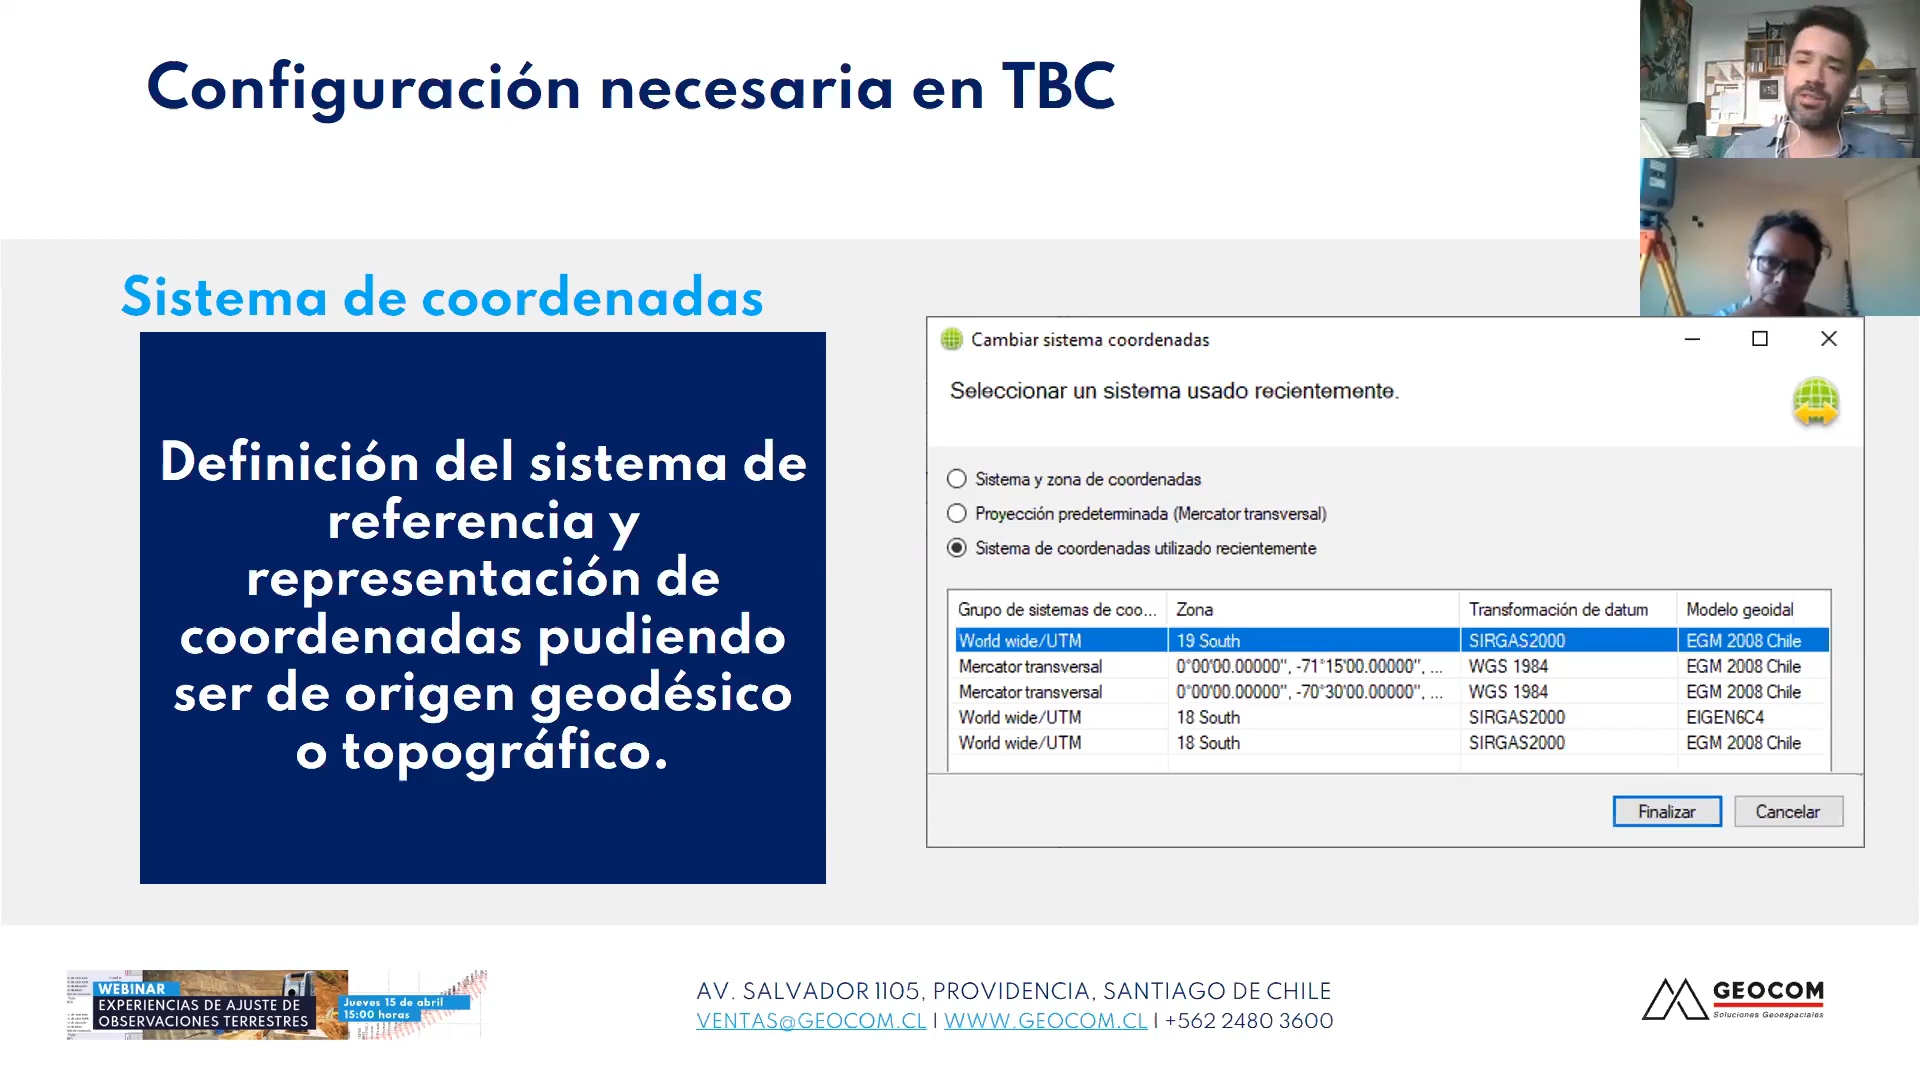 Configuración necesaria en TBC
Sistema de coordenadas
Definición del sistema de
referencia y
representación de
coordenadas pudiendo
ser de origen geodésico
o topográfico.
Cambiar sistema coordenadas
Seleccionar un sistema usado recientemente.
Sistema y zona de coordenadas
Proyección predeterminada (Mercator transversal)
Sistema de coordenadas utilizado recientemente
Grupo de sistemas de coo... Zona Transformación de datum Modelo geoidal
World wide/UTM 19 South SIRGAS2000 EGM 2008 Chile
Mercator transversal 0°00'00.00000", -71°15'00.00000", ... WGS 1984 EGM 2008 Chile
Mercator transversal 0°00'00.00000", -70°30'00.00000", ... WGS 1984 EGM 2008 Chile
World wide/UTM 18 South SIRGAS2000 EIGEN6C4
World wide/UTM 18 South SIRGAS2000 EGM 2008 Chile
Finalizar Cancelar
WEBINAR
EXPERIENCIAS DE AJUSTE DE
OBSERVACIONES TERRESTRES
Jueves 15 de abril
15:00 horas
AV. SALVADOR 1105, PROVIDENCIA, SANTIAGO DE CHILE
VENTAS@GEOCOM.CL | WWW.GEOCOM.CL | +562 2480 3600
GEOCOM
Soluciones Geoespaciales